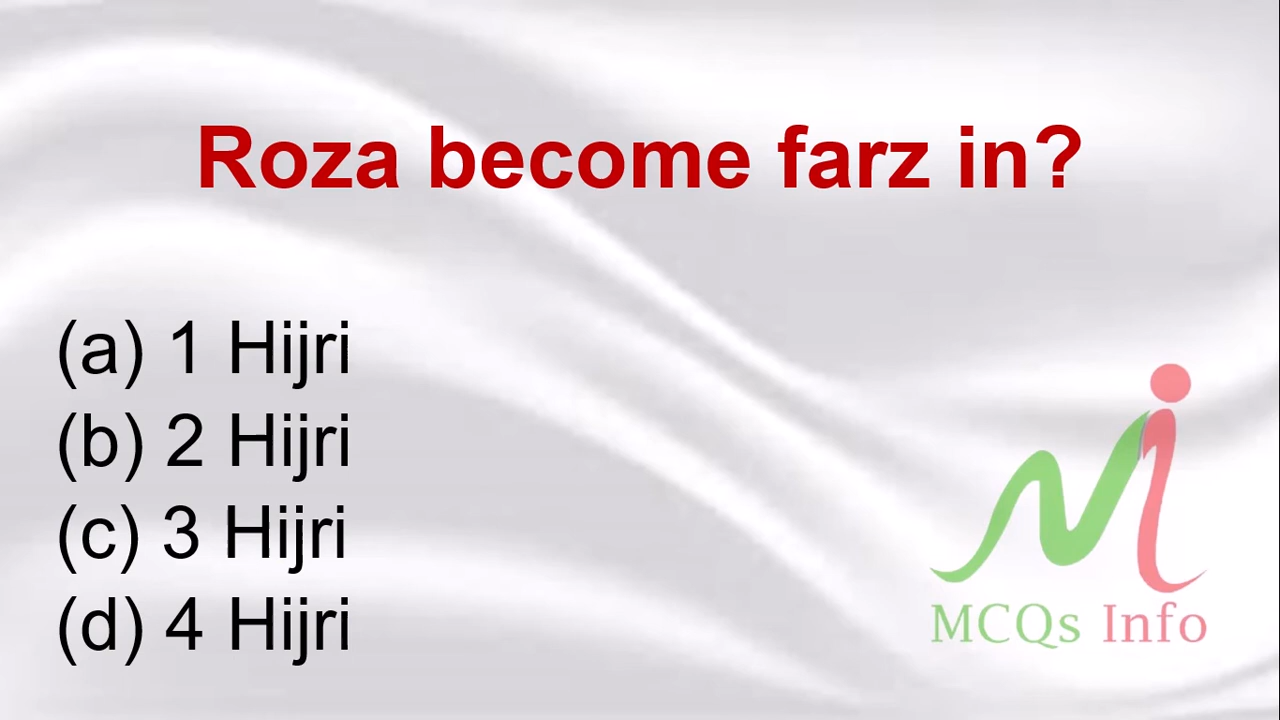 Roza become farz in?
(a) 1 Hijri
(b) 2 Hijri
(c) 3 Hijri
(d) 4 Hijri
MCQs Info